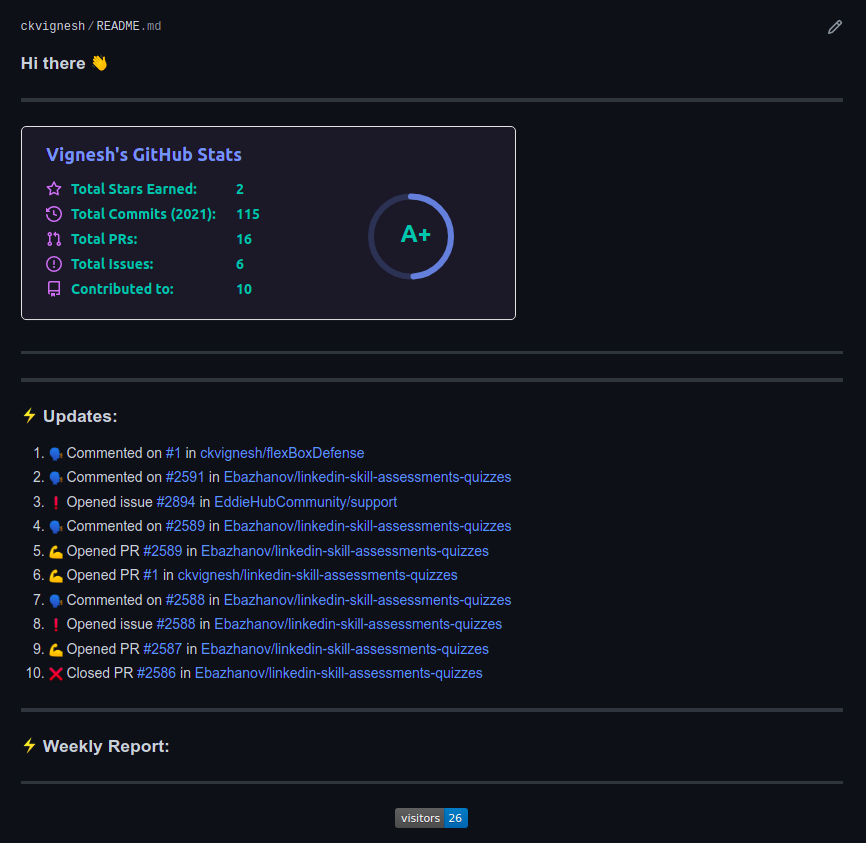 ckvignesh/README.md
Hi there 👋
Vignesh's GitHub Stats
Total Stars Earned: 2
Total Commits (2021): 115
Total PRs: 16
Total Issues: 6
Contributed to: 10
A+
⚡ Updates:
1. 🗣 Commented on #1 in ckvignesh/flexBoxDefense
2. 🗣 Commented on #2591 in Ebazhanov/linkedin-skill-assessments-quizzes
3. ❗ Opened issue #2894 in EddieHubCommunity/support
4. 🗣 Commented on #2589 in Ebazhanov/linkedin-skill-assessments-quizzes
5. 💪 Opened PR #2589 in Ebazhanov/linkedin-skill-assessments-quizzes
6. 💪 Opened PR #1 in ckvignesh/linkedin-skill-assessments-quizzes
7. 🗣 Commented on #2588 in Ebazhanov/linkedin-skill-assessments-quizzes
8. ❗ Opened issue #2588 in Ebazhanov/linkedin-skill-assessments-quizzes
9. 💪 Opened PR #2587 in Ebazhanov/linkedin-skill-assessments-quizzes
10. ❌ Closed PR #2586 in Ebazhanov/linkedin-skill-assessments-quizzes
⚡ Weekly Report:
visitors 26